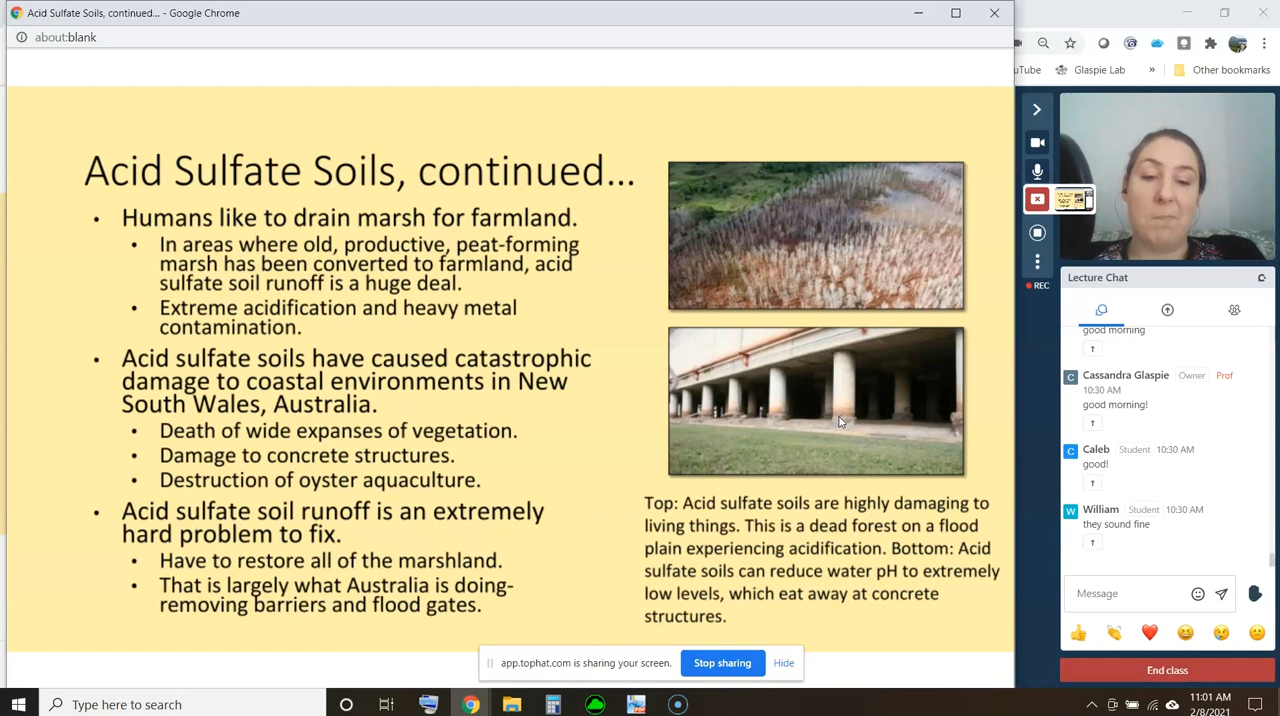 Acid Sulfate Soils, continued... - Google Chrome
about:blank
uTube
Glaspie Lab
»
Other bookmarks
Acid Sulfate Soils, continued...
• Humans like to drain marsh for farmland.
• In areas where old, productive, peat-forming
marsh has been converted to farmland, acid
sulfate soil runoff is a huge deal.
• Extreme acidification and heavy metal
contamination.
• Acid sulfate soils have caused catastrophic
damage to coastal environments in New
South Wales, Australia.
• Death of wide expanses of vegetation.
• Damage to concrete structures.
• Destruction of oyster aquaculture.
• Acid sulfate soil runoff is an extremely
hard problem to fix.
• Have to restore all of the marshland.
• That is largely what Australia is doing-
removing barriers and flood gates.
Top: Acid sulfate soils are highly damaging to
living things. This is a dead forest on a flood
plain experiencing acidification. Bottom: Acid
sulfate soils can reduce water pH to extremely
low levels, which eat away at concrete
structures.
app.tophat.com is sharing your screen.
Stop sharing
Hide
REC
Lecture Chat
good morning
C
Cassandra Glaspie Owner Prof
10:30 AM
good morning!
C
Caleb Student 10:30 AM
good!
W
William Student 10:30 AM
they sound fine
Message
End class
Type here to search
11:01 AM
2/8/2021